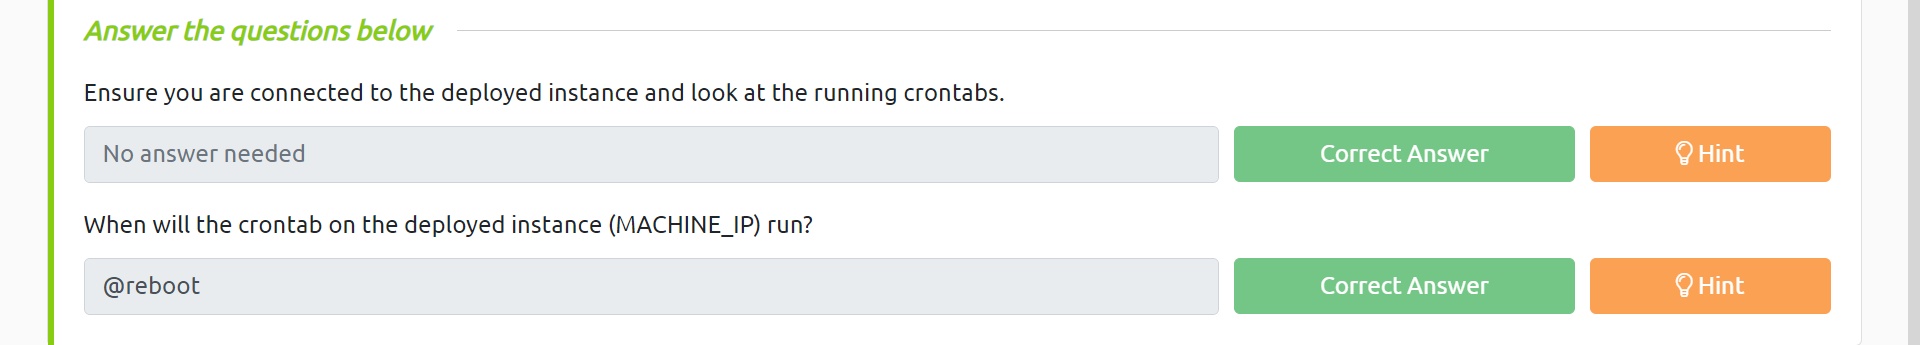 Answer the questions below
Ensure you are connected to the deployed instance and look at the running crontabs.
No answer needed
Correct Answer
Hint
When will the crontab on the deployed instance (MACHINE_IP) run?
@reboot
Correct Answer
Hint